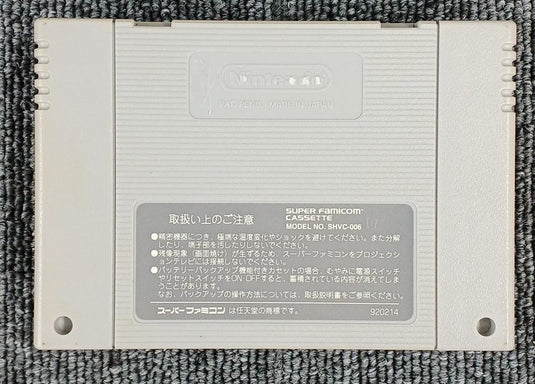 Nintendo
PAT. PEND. MADE IN JAPAN
取扱い上のご注意
SUPER FAMICOM
CASSETTE
MODEL NO. SHVC-006
●精密機器につき、極端な温度変化やショックを避けてください。また分解
したり、端子部を汚したりしないでください。
●残像現象(画面焼け)が生ずるため、スーパーファミコンをプロジェクショ
ンテレビには接続しないでください。
●バッテリーバックアップ機能付きカセットの場合、むやみに電源スイッチ
やリセットスイッチをON・OFFすると、蓄積されている内容が消えてしま
うことがあります。
なお、バックアップの操作方法については、取扱説明書をご参照ください。
スーパーファミコン は任天堂の商標です。
920214